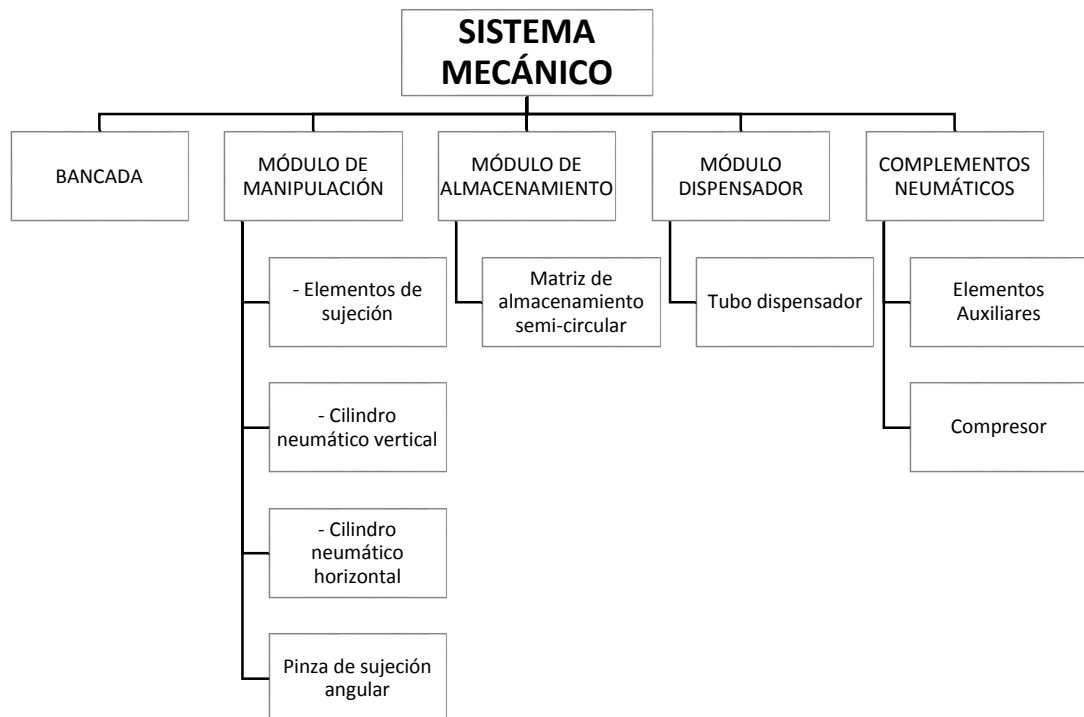 SISTEMA
MECÁNICO
BANCADA
MÓDULO DE
MANIPULACIÓN
MÓDULO DE
ALMACENAMIENTO
MÓDULO
DISPENSADOR
COMPLEMENTOS
NEUMÁTICOS
- Elementos de
sujeción
- Cilindro
neumático vertical
- Cilindro
neumático
horizontal
Pinza de sujeción
angular
Matriz de
almacenamiento
semi-circular
Tubo dispensador
Elementos
Auxiliares
Compresor